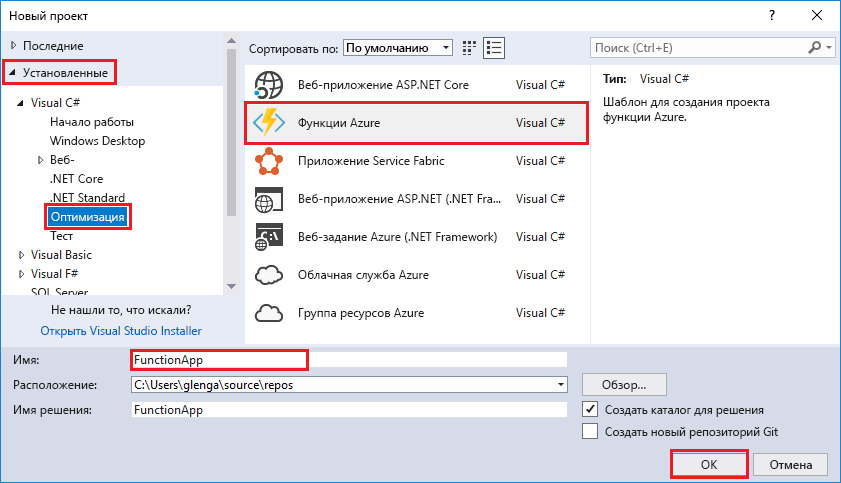 Новый проект
Последние
Установленные
Visual C#
Начало работы
Windows Desktop
Веб-
.NET Core
.NET Standard
Оптимизация
Тест
Visual Basic
Visual F#
SQL Server
Не нашли то, что искали?
Открыть Visual Studio Installer
Сортировать по: По умолчанию
Веб-приложение ASP.NET Core Visual C#
Функции Azure Visual C#
Приложение Service Fabric Visual C#
Веб-приложение ASP.NET (.NET Fra... Visual C#
Веб-задание Azure (.NET Framework) Visual C#
Облачная служба Azure Visual C#
Группа ресурсов Azure Visual C#
Поиск (Ctrl+E)
Тип: Visual C#
Шаблон для создания проекта
функции Azure.
Имя: FunctionApp
Расположение: C:\Users\glenga\source\repos
Обзор...
Имя решения: FunctionApp
Создать каталог для решения
Создать новый репозиторий Git
ОК
Отмена